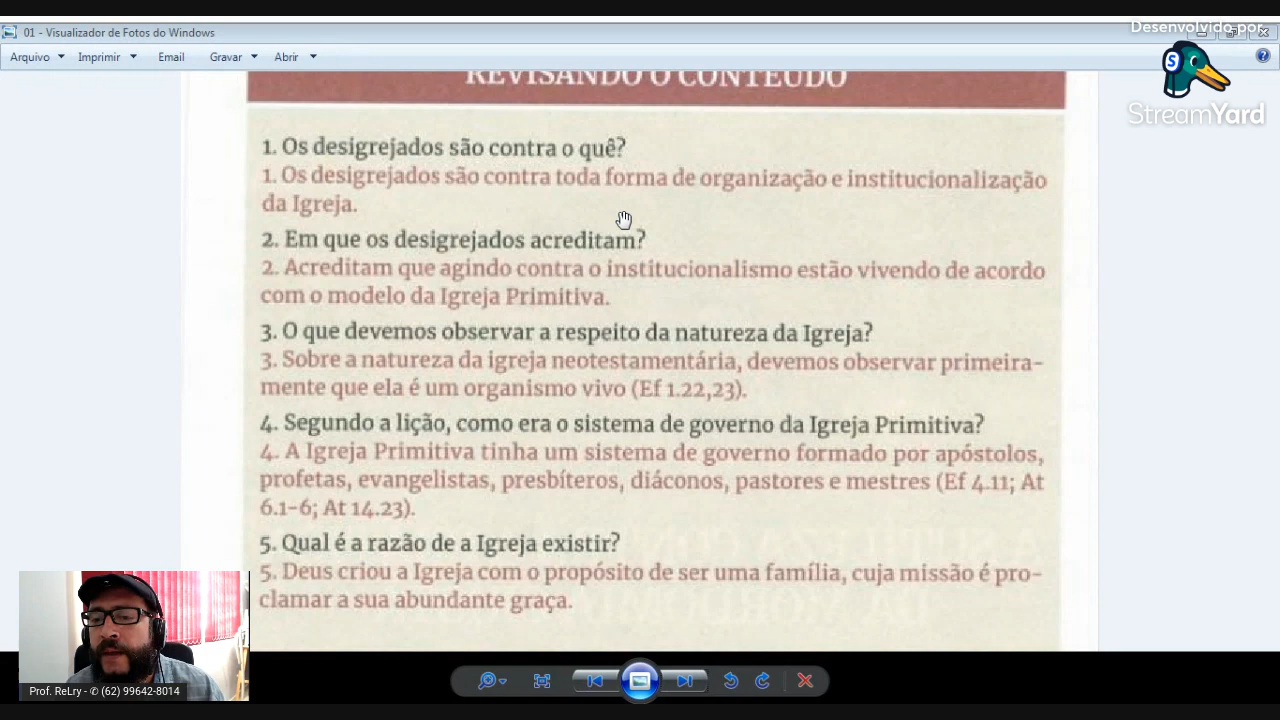 01 - Visualizador de Fotos do Windows
Desenvolvido por
Arquivo Imprimir Email Gravar Abrir
StreamYard
REVISANDO O CONTEÚDO
1. Os desigrejados são contra o quê?
1. Os desigrejados são contra toda forma de organização e institucionalização
da Igreja.
2. Em que os desigrejados acreditam?
2. Acreditam que agindo contra o institucionalismo estão vivendo de acordo
com o modelo da Igreja Primitiva.
3. O que devemos observar a respeito da natureza da Igreja?
3. Sobre a natureza da igreja neotestamentária, devemos observar primeira-
mente que ela é um organismo vivo (Ef 1.22,23).
4. Segundo a lição, como era o sistema de governo da Igreja Primitiva?
4. A Igreja Primitiva tinha um sistema de governo formado por apóstolos,
profetas, evangelistas, presbíteros, diáconos, pastores e mestres (Ef 4.11; At
6.1-6; At 14.23).
5. Qual é a razão de a Igreja existir?
5. Deus criou a Igreja com o propósito de ser uma família, cuja missão é pro-
clamar a sua abundante graça.
Prof. ReLry - ✆ (62) 99642-8014